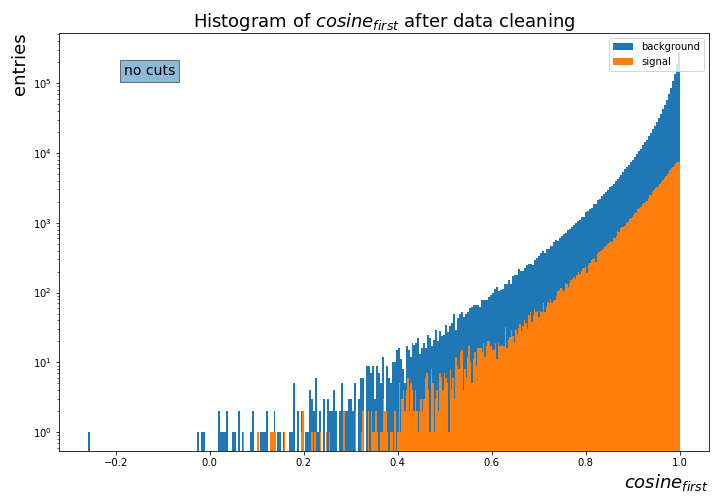 Histogram of cosine_first after data cleaning
entries
no cuts
background
signal
10^5
10^4
10^3
10^2
10^1
10^0
−0.2 0.0 0.2 0.4 0.6 0.8 1.0
cosine_first